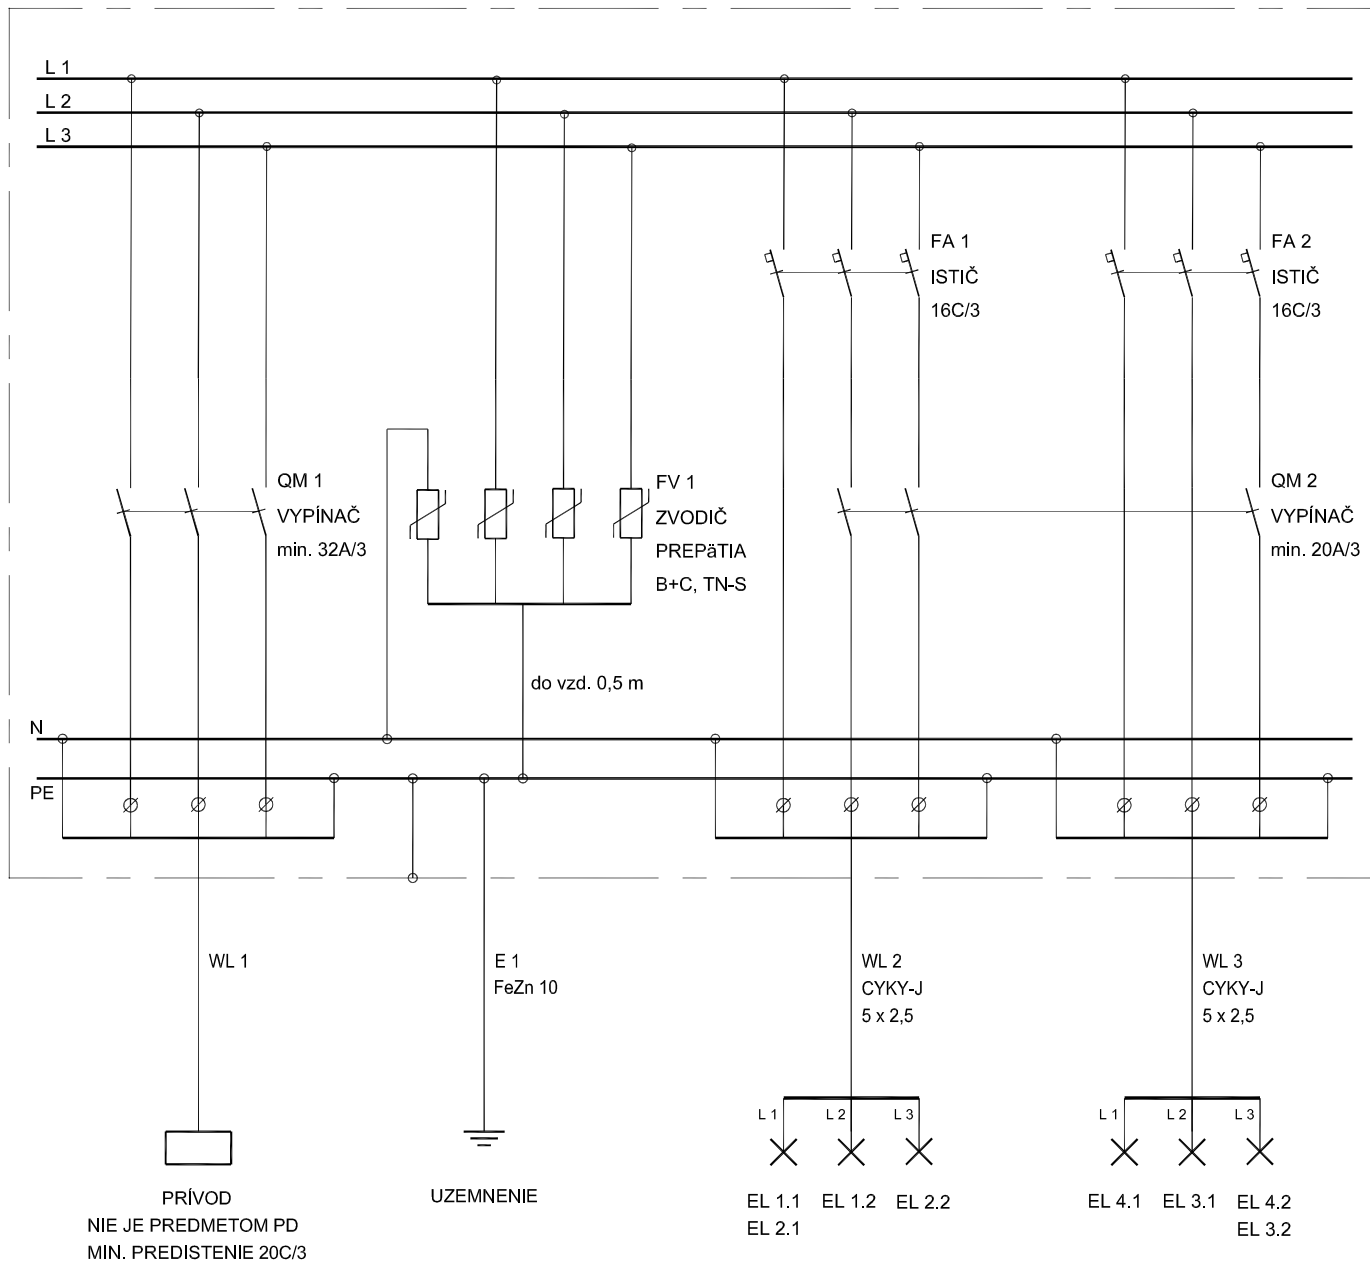 L 1
L 2
L 3
FA 1
ISTIČ
16C/3
FA 2
ISTIČ
16C/3
QM 1
VYPÍNAČ
min. 32A/3
FV 1
ZVODIČ
PREPäTIA
B+C, TN-S
QM 2
VYPÍNAČ
min. 20A/3
do vzd. 0,5 m
N
PE
WL 1
E 1
FeZn 10
WL 2
CYKY-J
5 x 2,5
WL 3
CYKY-J
5 x 2,5
L 1 L 2 L 3
L 1 L 2 L 3
PRÍVOD
NIE JE PREDMETOM PD
MIN. PREDISTENIE 20C/3
UZEMNENIE
EL 1.1 EL 1.2 EL 2.2
EL 2.1
EL 4.1 EL 3.1 EL 4.2
EL 3.2